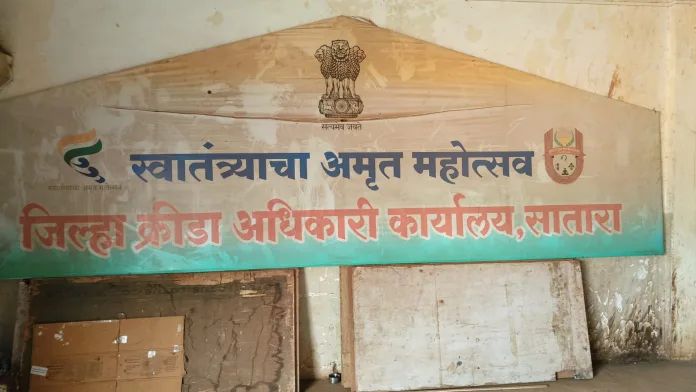 सत्यमेव जयते
स्वातंत्र्याचा अमृत महोत्सव
जिल्हा क्रीडा अधिकारी कार्यालय, सातारा